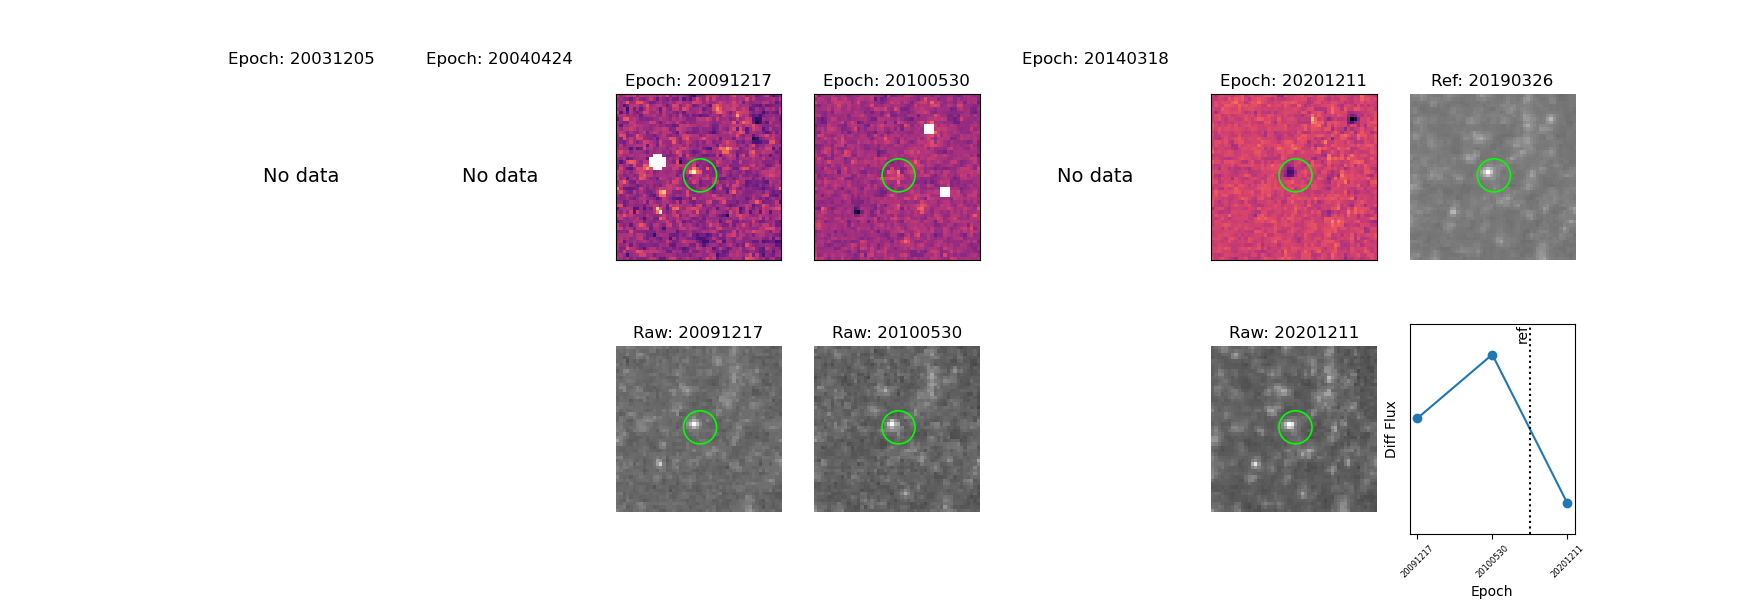 Epoch: 20031205
Epoch: 20040424
Epoch: 20091217
Epoch: 20100530
Epoch: 20140318
Epoch: 20201211
Ref: 20190326
No data
No data
No data
Raw: 20091217
Raw: 20100530
Raw: 20201211
ref
Diff Flux
20091217
20100530
20201211
Epoch